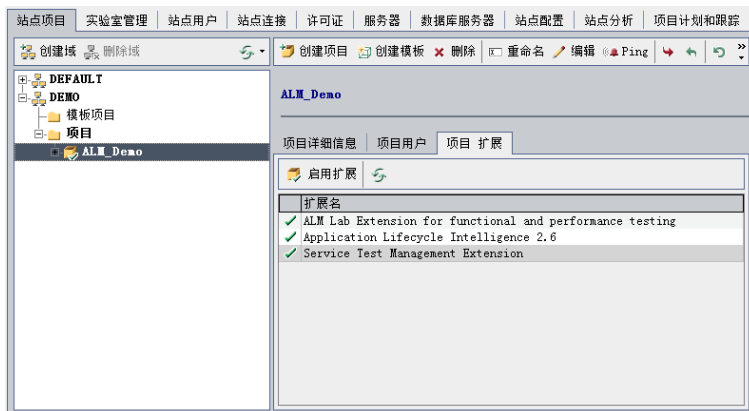 站点项目 实验室管理 站点用户 站点连接 许可证 服务器 数据库服务器 站点配置 站点分析 项目计划和跟踪
创建域 删除域 创建项目 创建模板 删除 重命名 编辑 Ping
DEFAULT
DEMO
模板项目
项目
ALM_Demo
ALM_Demo
项目详细信息 项目用户 项目 扩展
启用扩展
扩展名
ALM Lab Extension for functional and performance testing
Application Lifecycle Intelligence 2.6
Service Test Management Extension